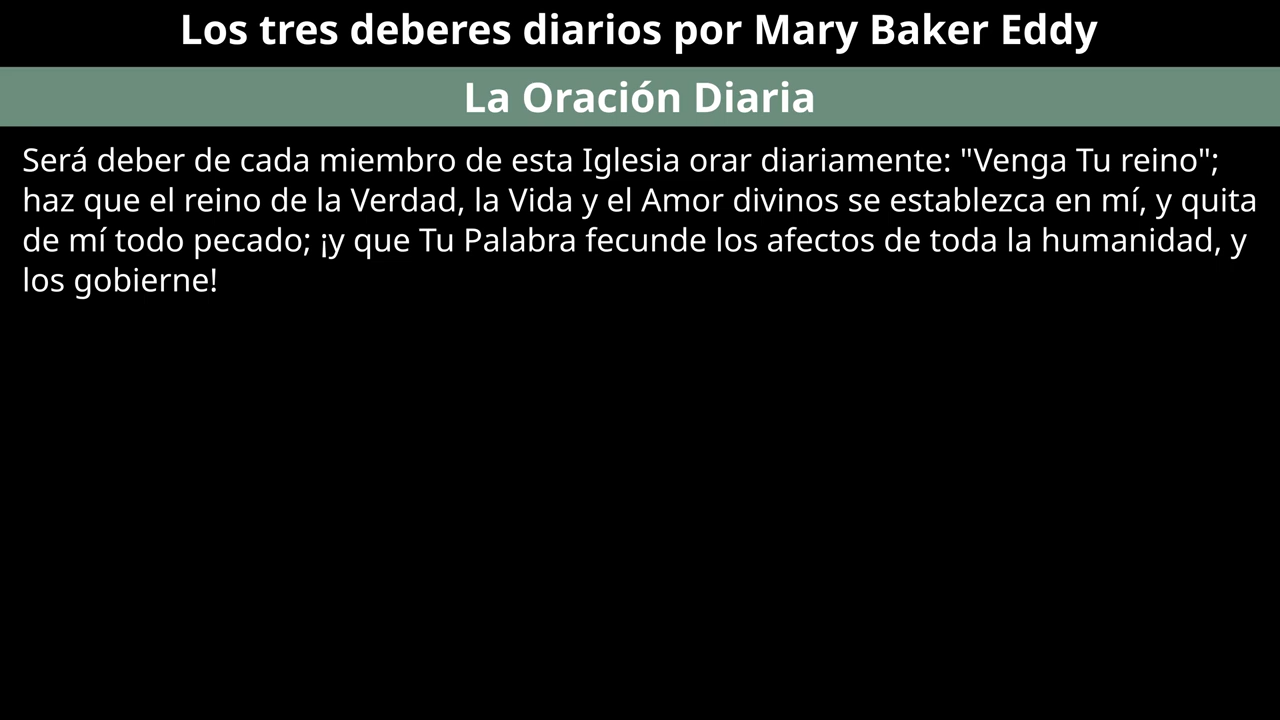 Los tres deberes diarios por Mary Baker Eddy
La Oración Diaria
Será deber de cada miembro de esta Iglesia orar diariamente: "Venga Tu reino";
haz que el reino de la Verdad, la Vida y el Amor divinos se establezca en mí, y quita
de mí todo pecado; ¡y que Tu Palabra fecunde los afectos de toda la humanidad, y
los gobierne!